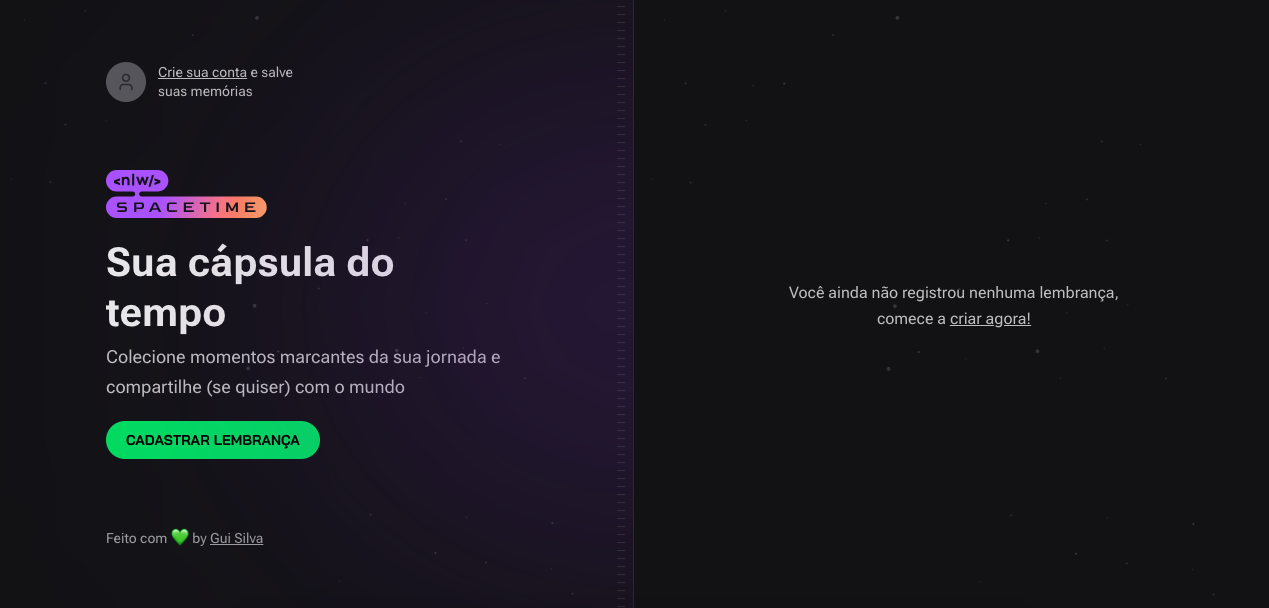 Crie sua conta e salve
suas memórias
<nlw/>
SPACETIME
Sua cápsula do
tempo
Colecione momentos marcantes da sua jornada e
compartilhe (se quiser) com o mundo
CADASTRAR LEMBRANÇA
Feito com 💚 by Gui Silva
Você ainda não registrou nenhuma lembrança,
comece a criar agora!